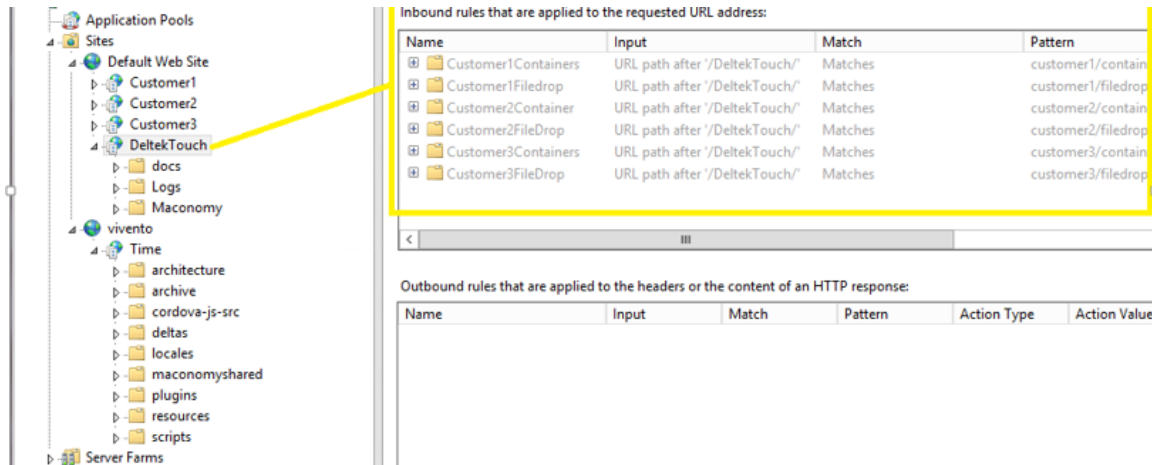 Application Pools
Sites
Default Web Site
Customer1
Customer2
Customer3
DeltekTouch
docs
Logs
Maconomy
vivento
Time
architecture
archive
cordova-js-src
deltas
locales
maconomyshared
plugins
resources
scripts
Server Farms
Inbound rules that are applied to the requested URL address:
Name Input Match Pattern
Customer1Containers URL path after '/DeltekTouch/' Matches customer1/contain
Customer1Filedrop URL path after '/DeltekTouch/' Matches customer1/filedrop
Customer2Container URL path after '/DeltekTouch/' Matches customer2/contain
Customer2FileDrop URL path after '/DeltekTouch/' Matches customer2/filedrop
Customer3Containers URL path after '/DeltekTouch/' Matches customer3/contain
Customer3FileDrop URL path after '/DeltekTouch/' Matches customer3/filedrop
Outbound rules that are applied to the headers or the content of an HTTP response:
Name Input Match Pattern Action Type Action Value